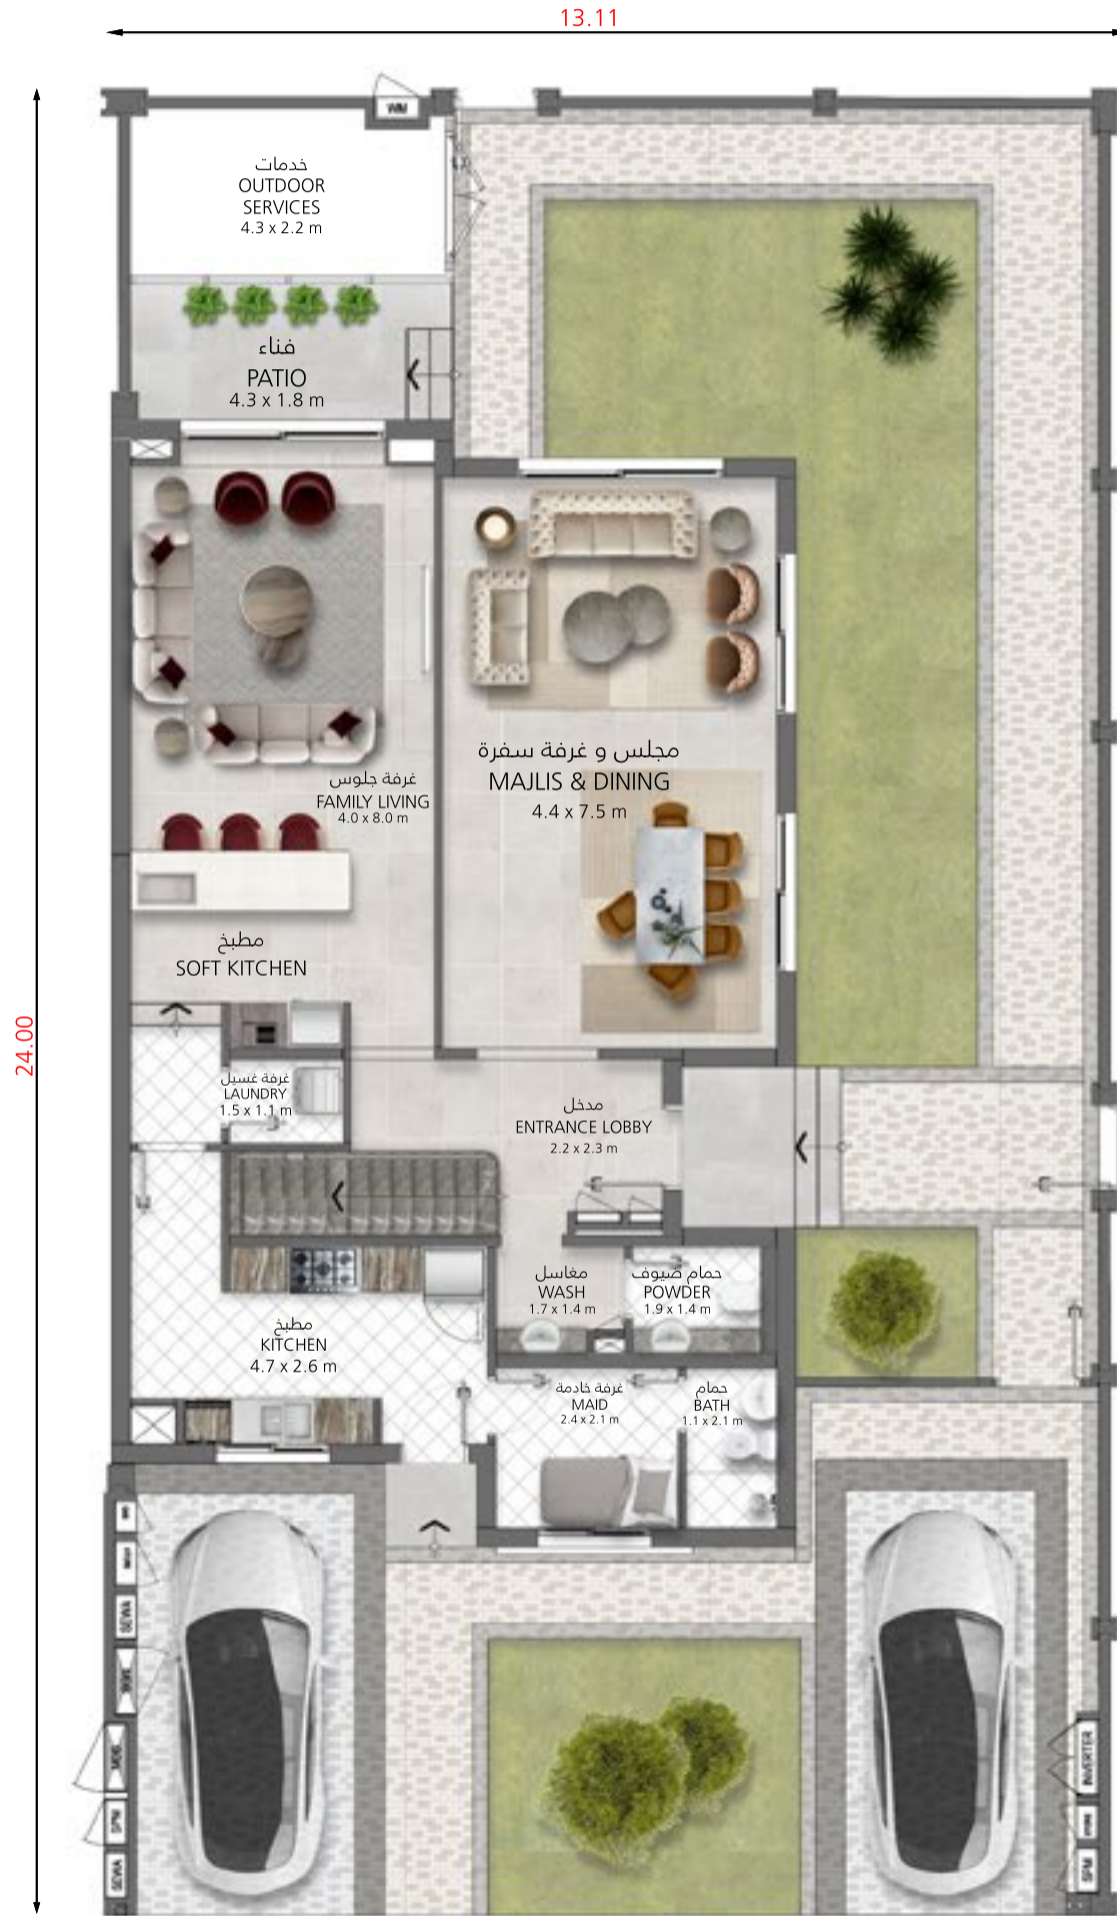 13.11
24.00
WM
خدمات
OUTDOOR
SERVICES
4.3 x 2.2 m
فناء
PATIO
4.3 x 1.8 m
غرفة جلوس
FAMILY LIVING
4.0 x 8.0 m
مجلس و غرفة سفرة
MAJLIS & DINING
4.4 x 7.5 m
مطبخ
SOFT KITCHEN
غرفة غسيل
LAUNDRY
1.5 x 1.1 m
مدخل
ENTRANCE LOBBY
2.2 x 2.3 m
مغاسل
WASH
1.7 x 1.4 m
حمام ضيوف
POWDER
1.9 x 1.4 m
مطبخ
KITCHEN
4.7 x 2.6 m
غرفة خادمة
MAID
2.4 x 2.1 m
حمام
BATH
1.1 x 2.1 m
SEWA
SPM
SEWA
INVERTER
SPM